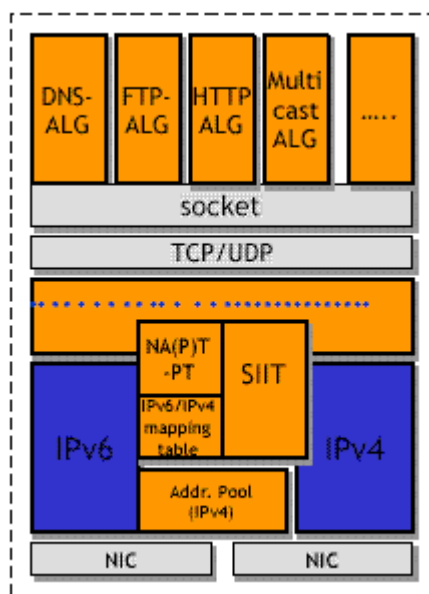 DNS-
ALG
FTP-
ALG
HTTP
ALG
Multi
cast
ALG
.....
socket
TCP/UDP
NA(P)T
-PT
SIIT
IPv6/IPv4
mapping
table
IPv6
IPv4
Addr. Pool
(IPv4)
NIC
NIC